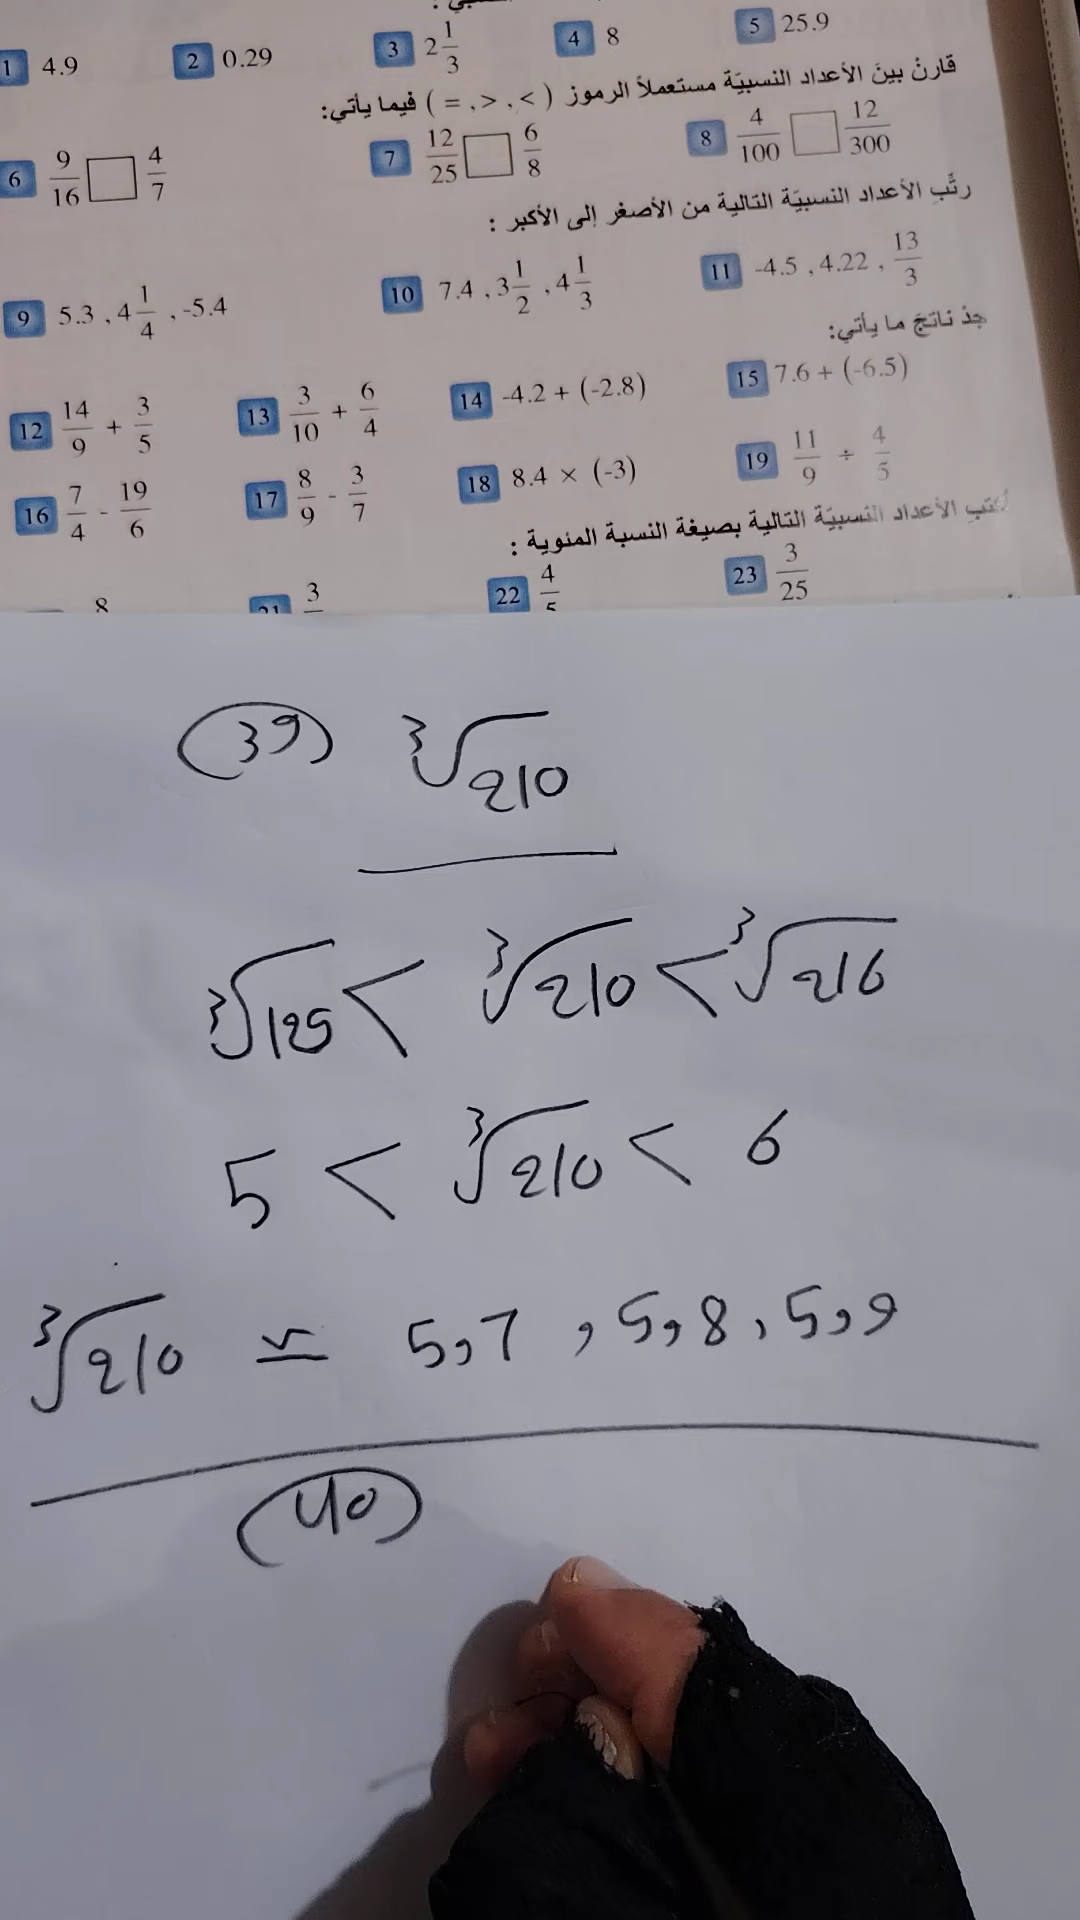 1 4.9 2 0.29 3 2 1/3 4 8 5 25.9
قارنْ بينَ الأعداد النسبيّة مستعملاً الرموز ( < ، > ، = ) فيما يأتي:
6 9/16 □ 4/7 7 12/25 □ 6/8 8 4/100 □ 12/300
رتِّبِ الأعداد النسبيّة التالية من الأصغر إلى الأكبر :
9 5.3 , 4 1/4 , -5.4 10 7.4 , 3 1/2 , 4 1/3 11 -4.5 , 4.22 , 13/3
جِدْ ناتجَ ما يأتي:
12 14/9 + 3/5 13 3/10 + 6/4 14 -4.2 + (-2.8) 15 7.6 + (-6.5)
16 7/4 - 19/6 17 8/9 - 3/7 18 8.4 × (-3) 19 11/9 ÷ 4/5
أكتبِ الأعداد النسبيّة التالية بصيغة النسبة المئوية :
8 21 3 22 4/5 23 3/25
(39) ∛210
∛125 < ∛210 < ∛216
5 < ∛210 < 6
∛210 ≃ 5,7 , 5,8 , 5,9
(40)